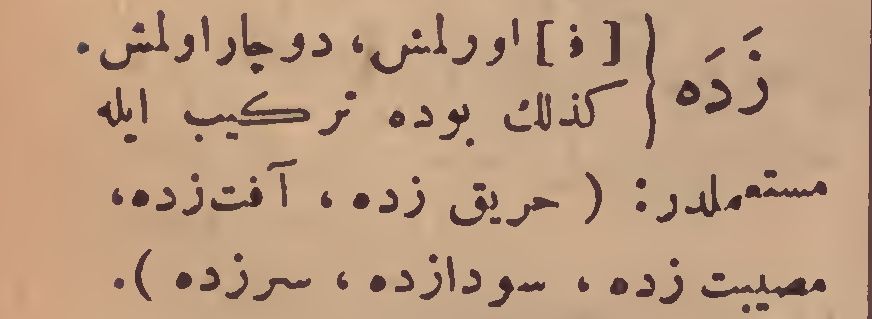 زَدَه { [ ف ] اورلمش، دوچار اولمش.
كذلك بوده تركيب ايله
مستعملدر: ( حريق زده ، آفت‌زده،
مصيبت زده ، سودازده ، سرزده ).